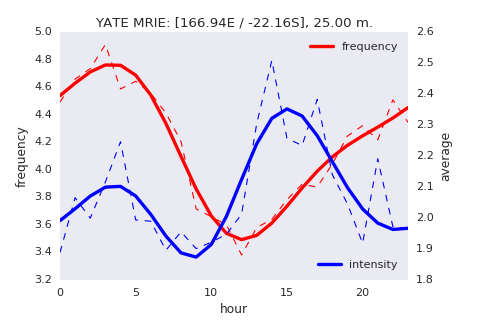 YATE MRIE: [166.94E / -22.16S], 25.00 m.
5.0
4.8
4.6
4.4
4.2
4.0
3.8
3.6
3.4
3.2
frequency
2.6
2.5
2.4
2.3
2.2
2.1
2.0
1.9
1.8
average
frequency
intensity
0 5 10 15 20
hour